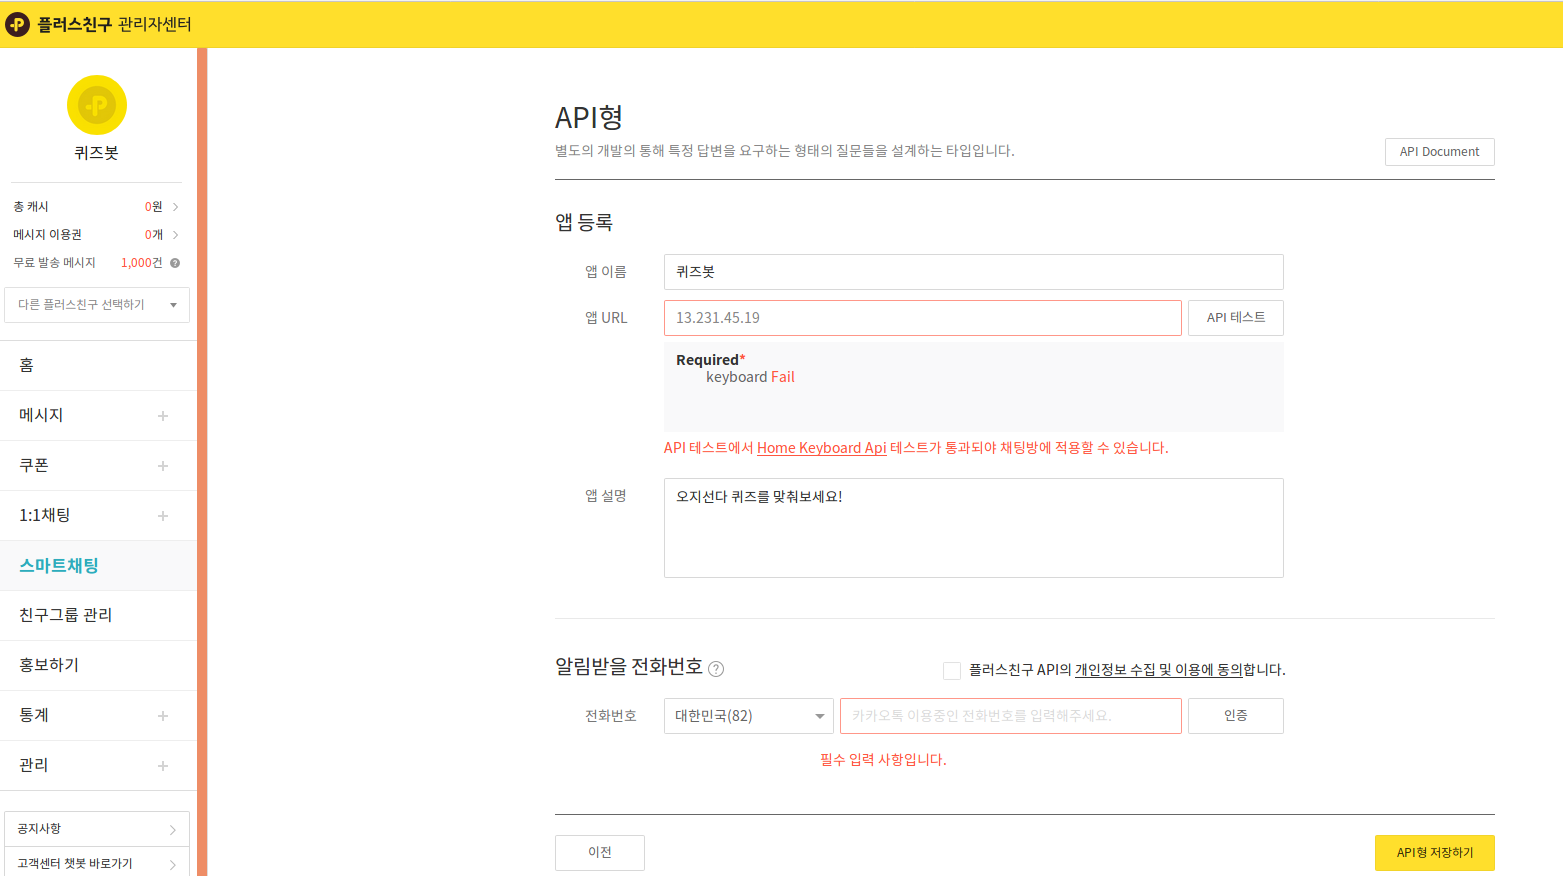 플러스친구 관리자센터
퀴즈봇
총 캐시 0원
메시지 이용권 0개
무료 발송 메시지 1,000건 ?
다른 플러스친구 선택하기
홈
메시지 +
쿠폰 +
1:1채팅 +
스마트채팅
친구그룹 관리
홍보하기
통계 +
관리 +
공지사항
고객센터 챗봇 바로가기
API형
별도의 개발의 통해 특정 답변을 요구하는 형태의 질문들을 설계하는 타입입니다.
API Document
앱 등록
앱 이름 퀴즈봇
앱 URL 13.231.45.19 API 테스트
Required*
keyboard Fail
API 테스트에서 Home Keyboard Api 테스트가 통과되야 채팅방에 적용할 수 있습니다.
앱 설명 오지선다 퀴즈를 맞춰보세요!
알림받을 전화번호 ?
플러스친구 API의 개인정보 수집 및 이용에 동의합니다.
전화번호 대한민국(82) 카카오톡 이용중인 전화번호를 입력해주세요. 인증
필수 입력 사항입니다.
이전
API형 저장하기